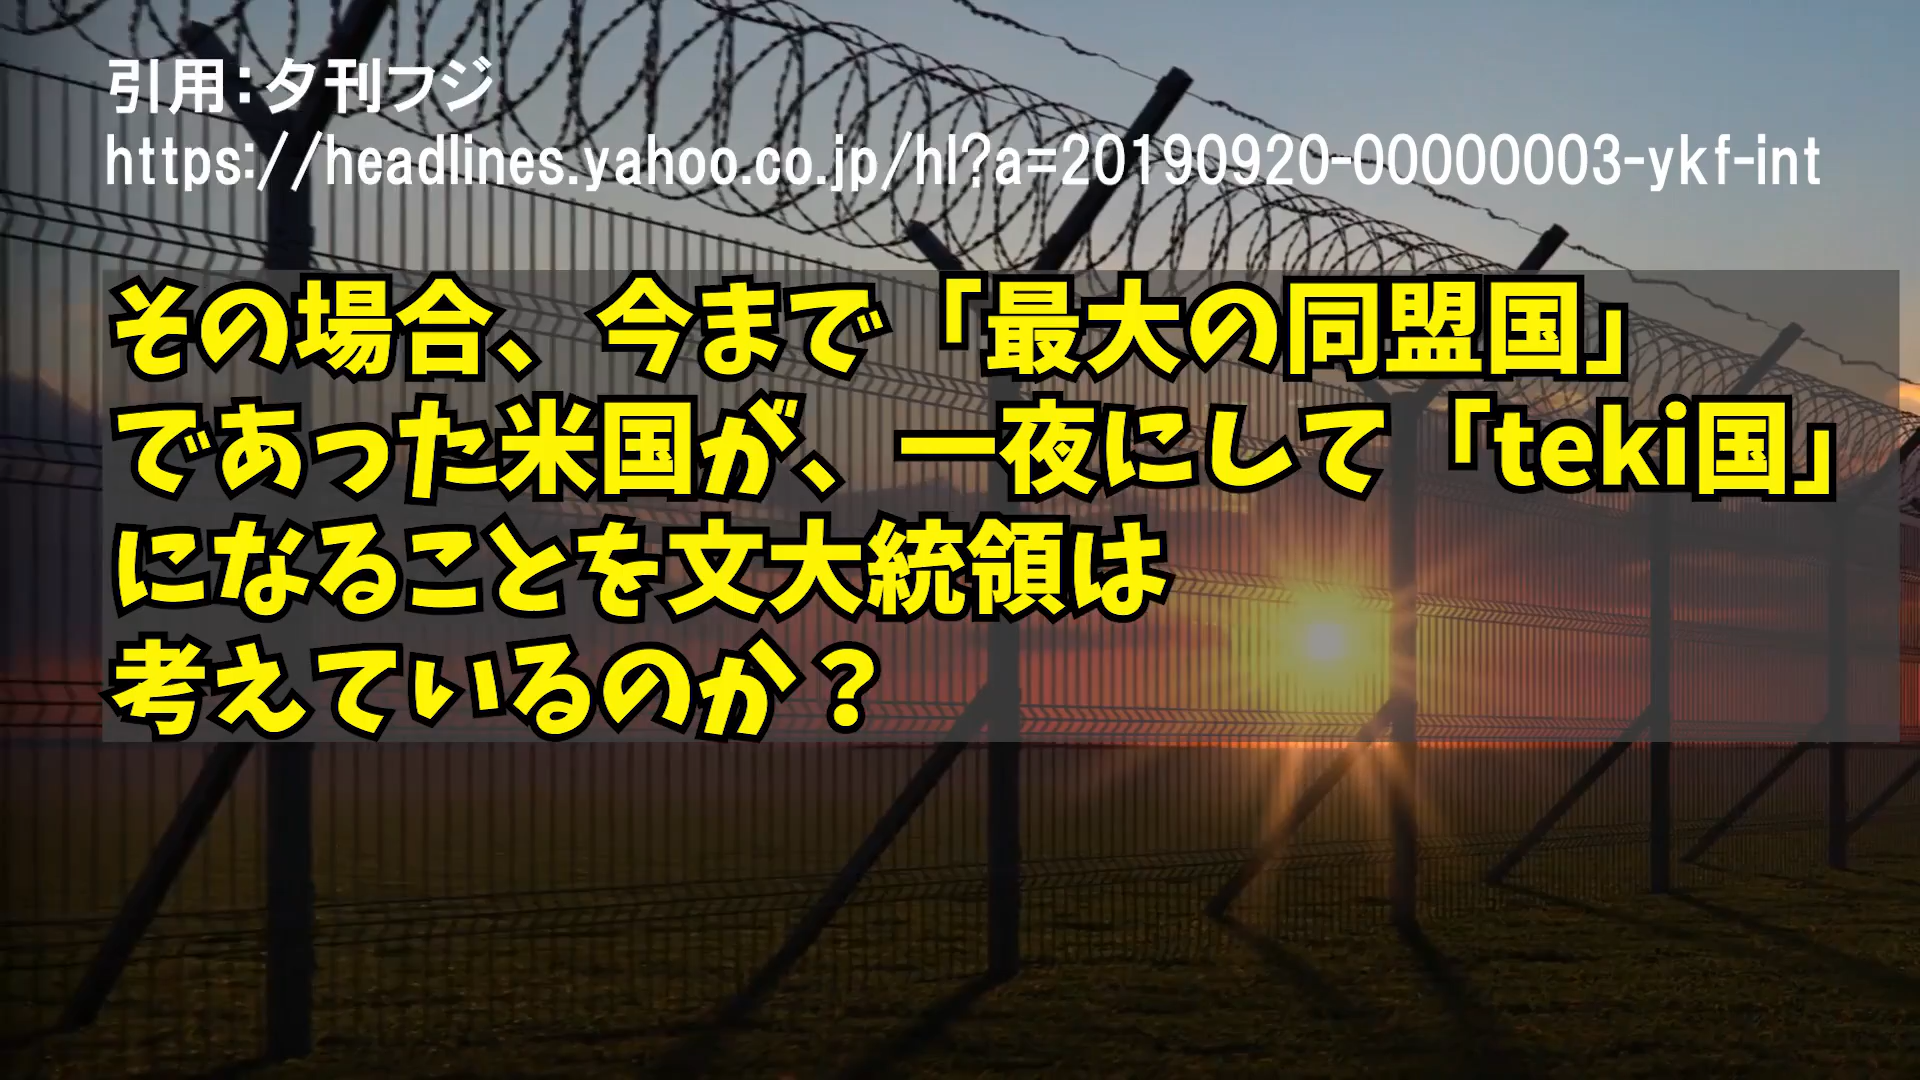 引用：夕刊フジ
https://headlines.yahoo.co.jp/hl?a=20190920-00000003-ykf-int
その場合、今まで「最大の同盟国」
であった米国が、一夜にして「teki国」
になることを文大統領は
考えているのか？